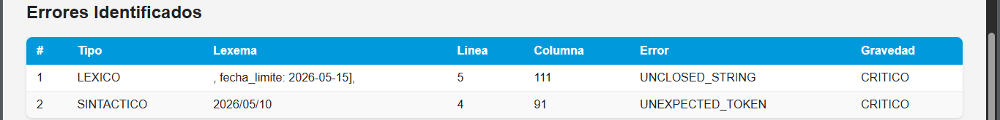 Errores Identificados
# Tipo Lexema Línea Columna Error Gravedad
1 LEXICO , fecha_limite: 2026-05-15], 5 111 UNCLOSED_STRING CRITICO
2 SINTACTICO 2026/05/10 4 91 UNEXPECTED_TOKEN CRITICO